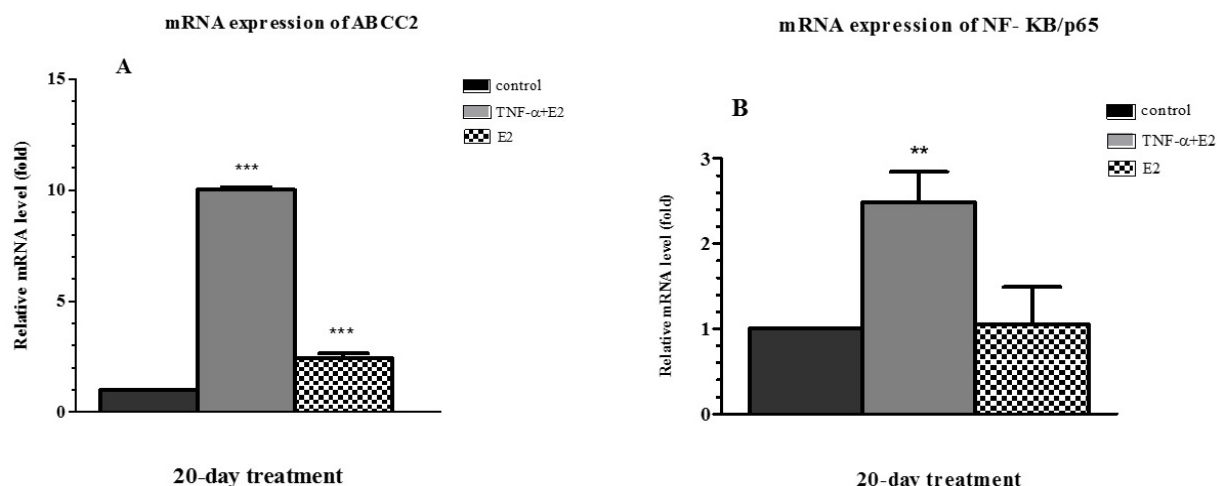 mRNA expression of ABCC2
A
control
TNF-α+E2
E2
Relative mRNA level (fold)
15
10
5
0
***
***
20-day treatment
mRNA expression of NF- KB/p65
B
control
TNF-α+E2
E2
Relative mRNA level (fold)
3
2
1
0
**
20-day treatment